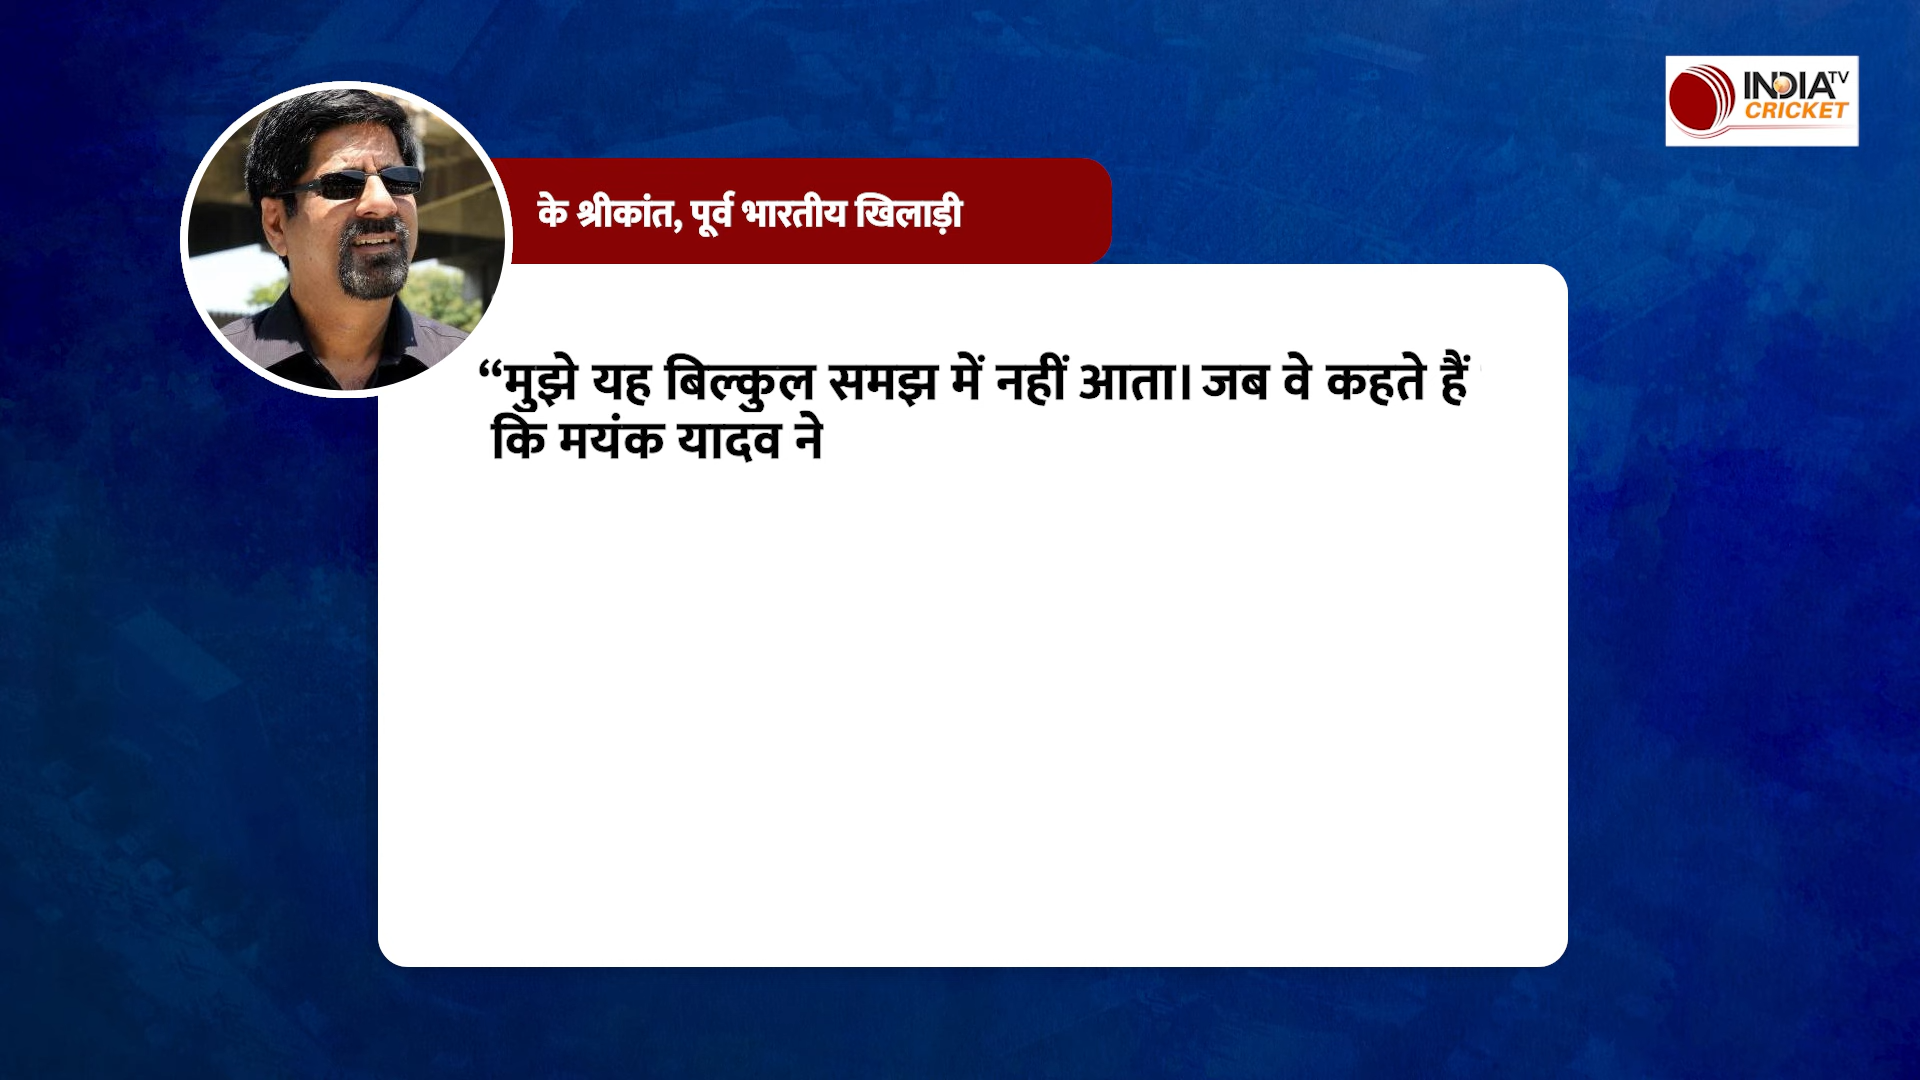 INDIA TV
CRICKET
के श्रीकांत, पूर्व भारतीय खिलाड़ी
“मुझे यह बिल्कुल समझ में नहीं आता। जब वे कहते हैं
कि मयंक यादव ने